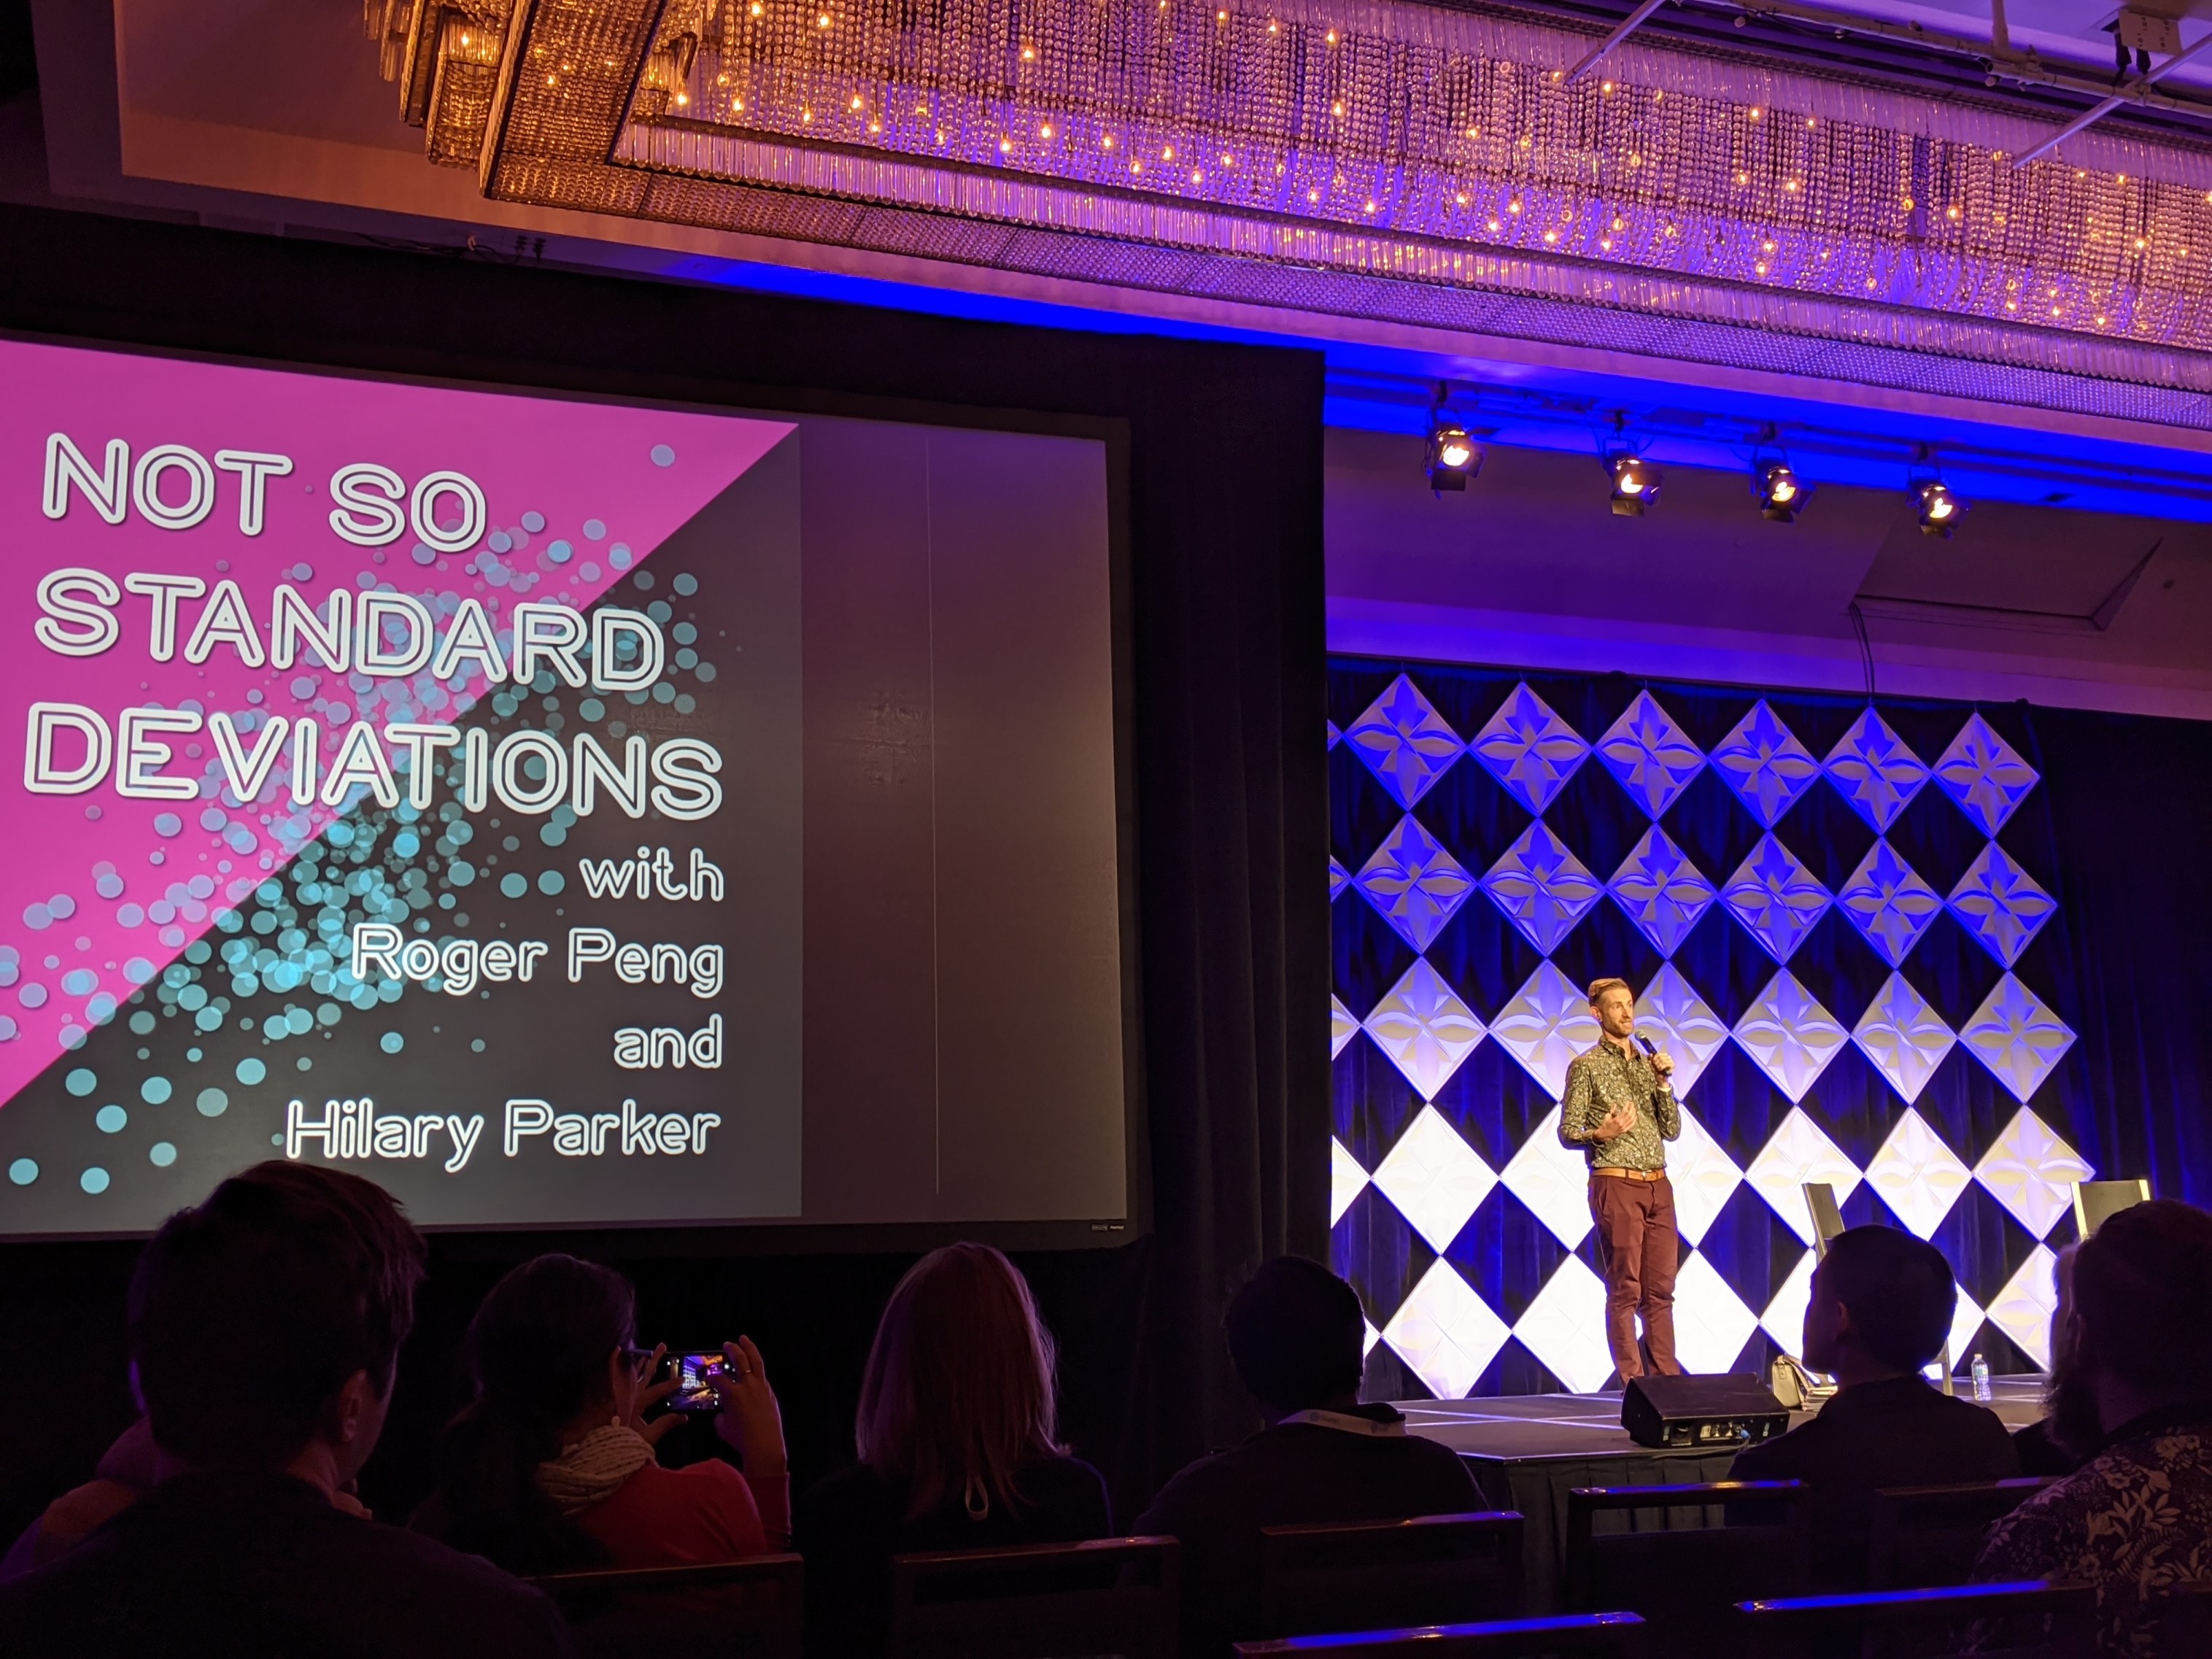 NOT SO
STANDARD
DEVIATIONS
with
Roger Peng
and
Hilary Parker